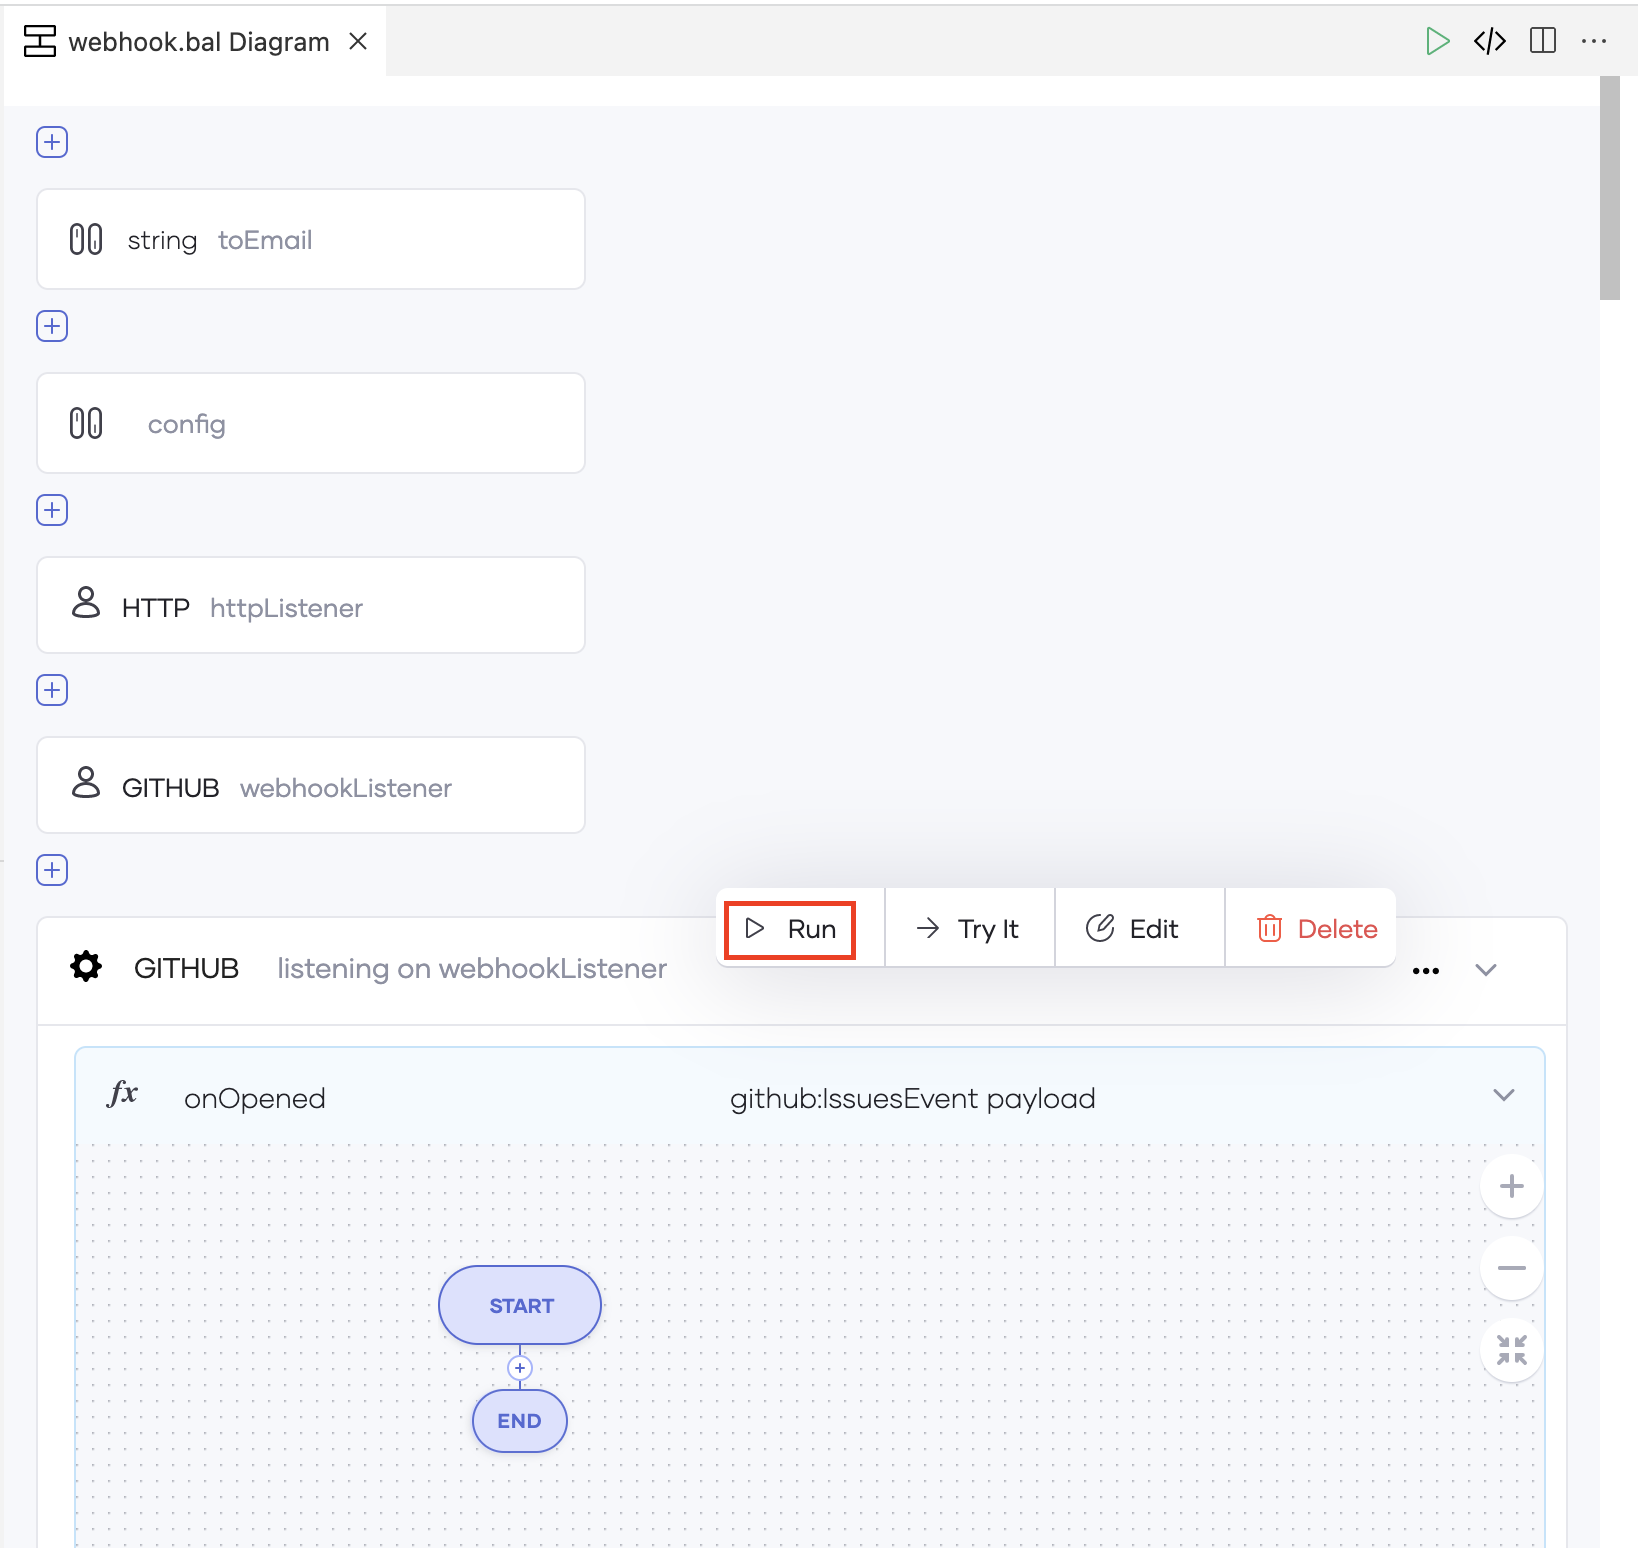 webhook.bal Diagram
string toEmail
config
HTTP httpListener
GITHUB webhookListener
Run Try It Edit Delete
GITHUB listening on webhookListener
fx onOpened github:IssuesEvent payload
START
END